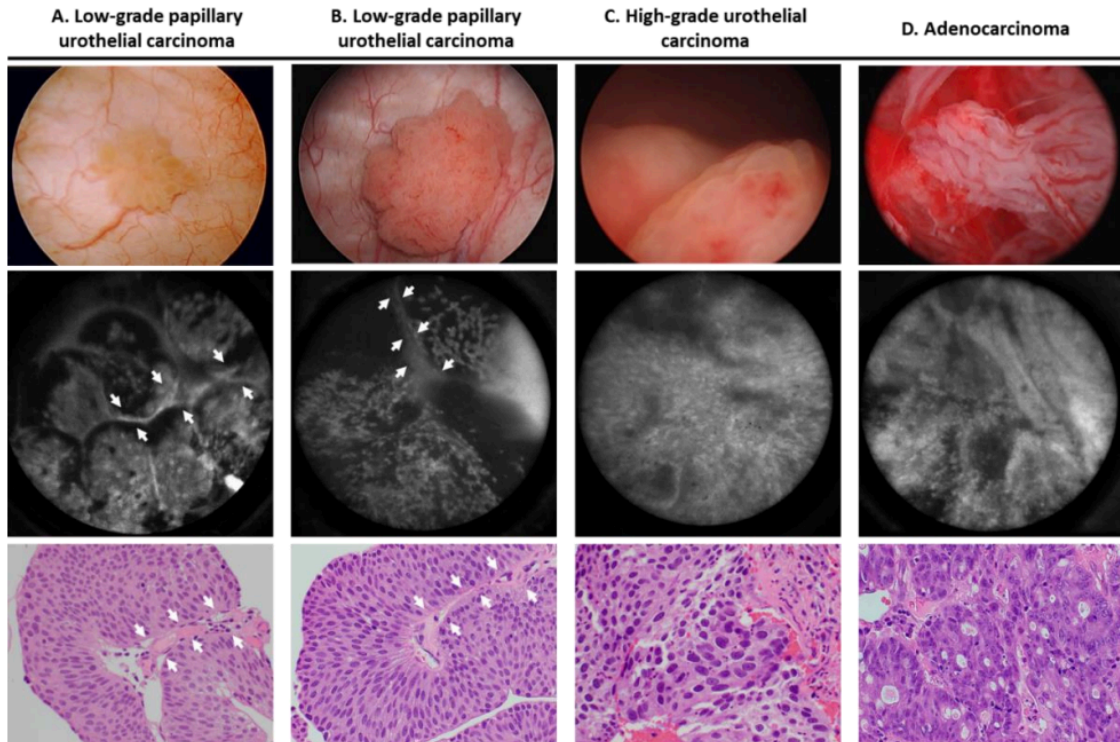 A. Low-grade papillary
urothelial carcinoma
B. Low-grade papillary
urothelial carcinoma
C. High-grade urothelial
carcinoma
D. Adenocarcinoma